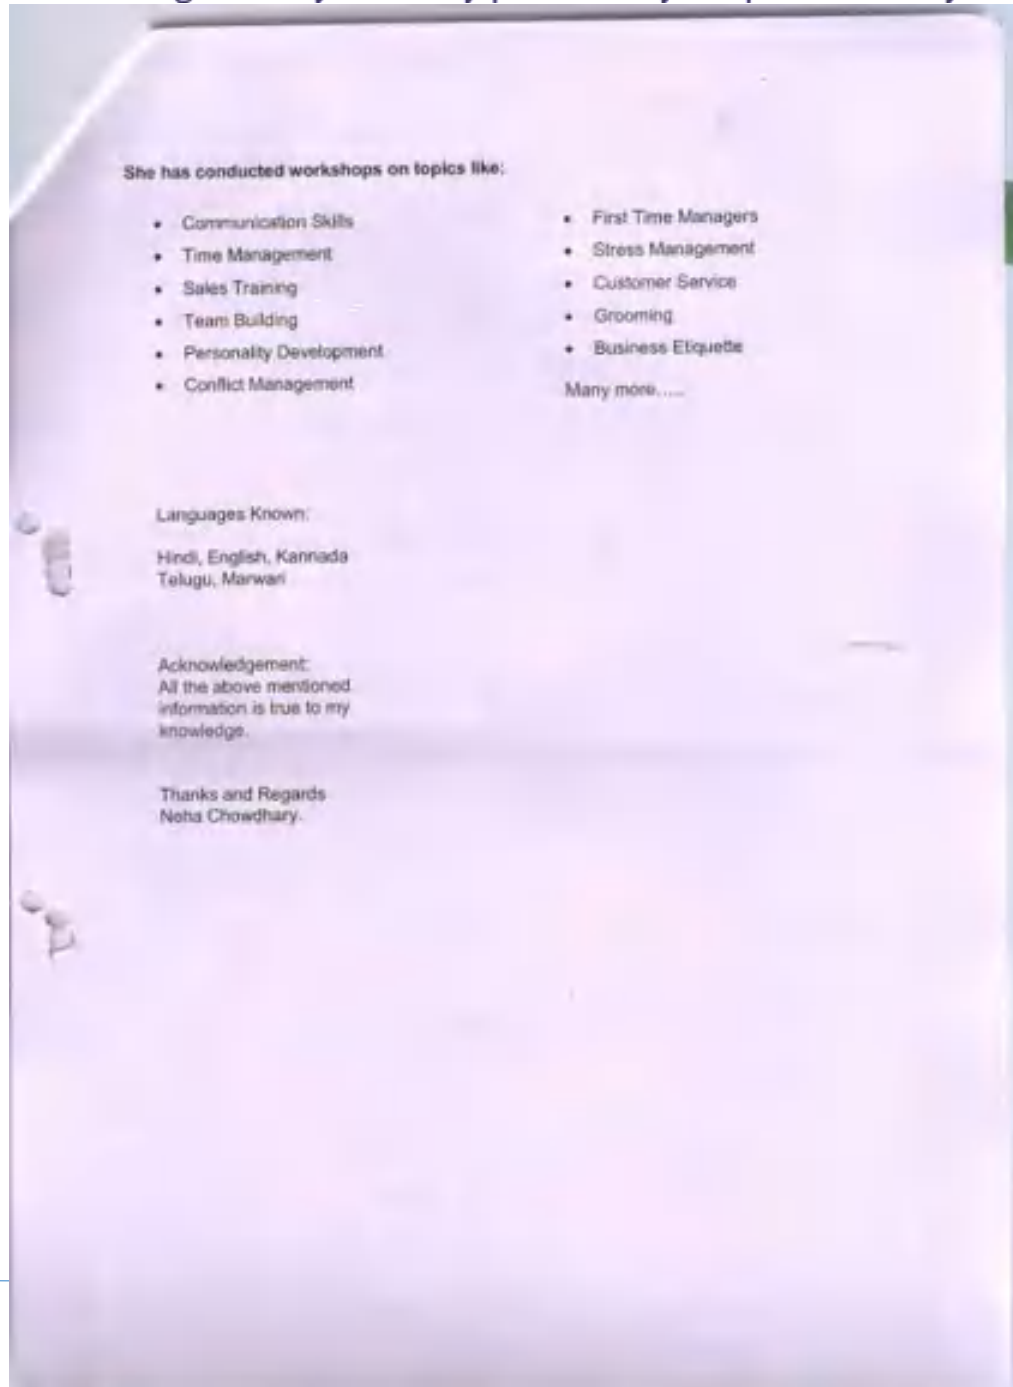 She has conducted workshops on topics like:
• Communication Skills
• Time Management
• Sales Training
• Team Building
• Personality Development
• Conflict Management
• First Time Managers
• Stress Management
• Customer Service
• Grooming
• Business Etiquette
Many more.....
Languages Known:
Hindi, English, Kannada
Telugu, Marwari
Acknowledgement:
All the above mentioned
information is true to my
knowledge.
Thanks and Regards
Neha Chowdhary.